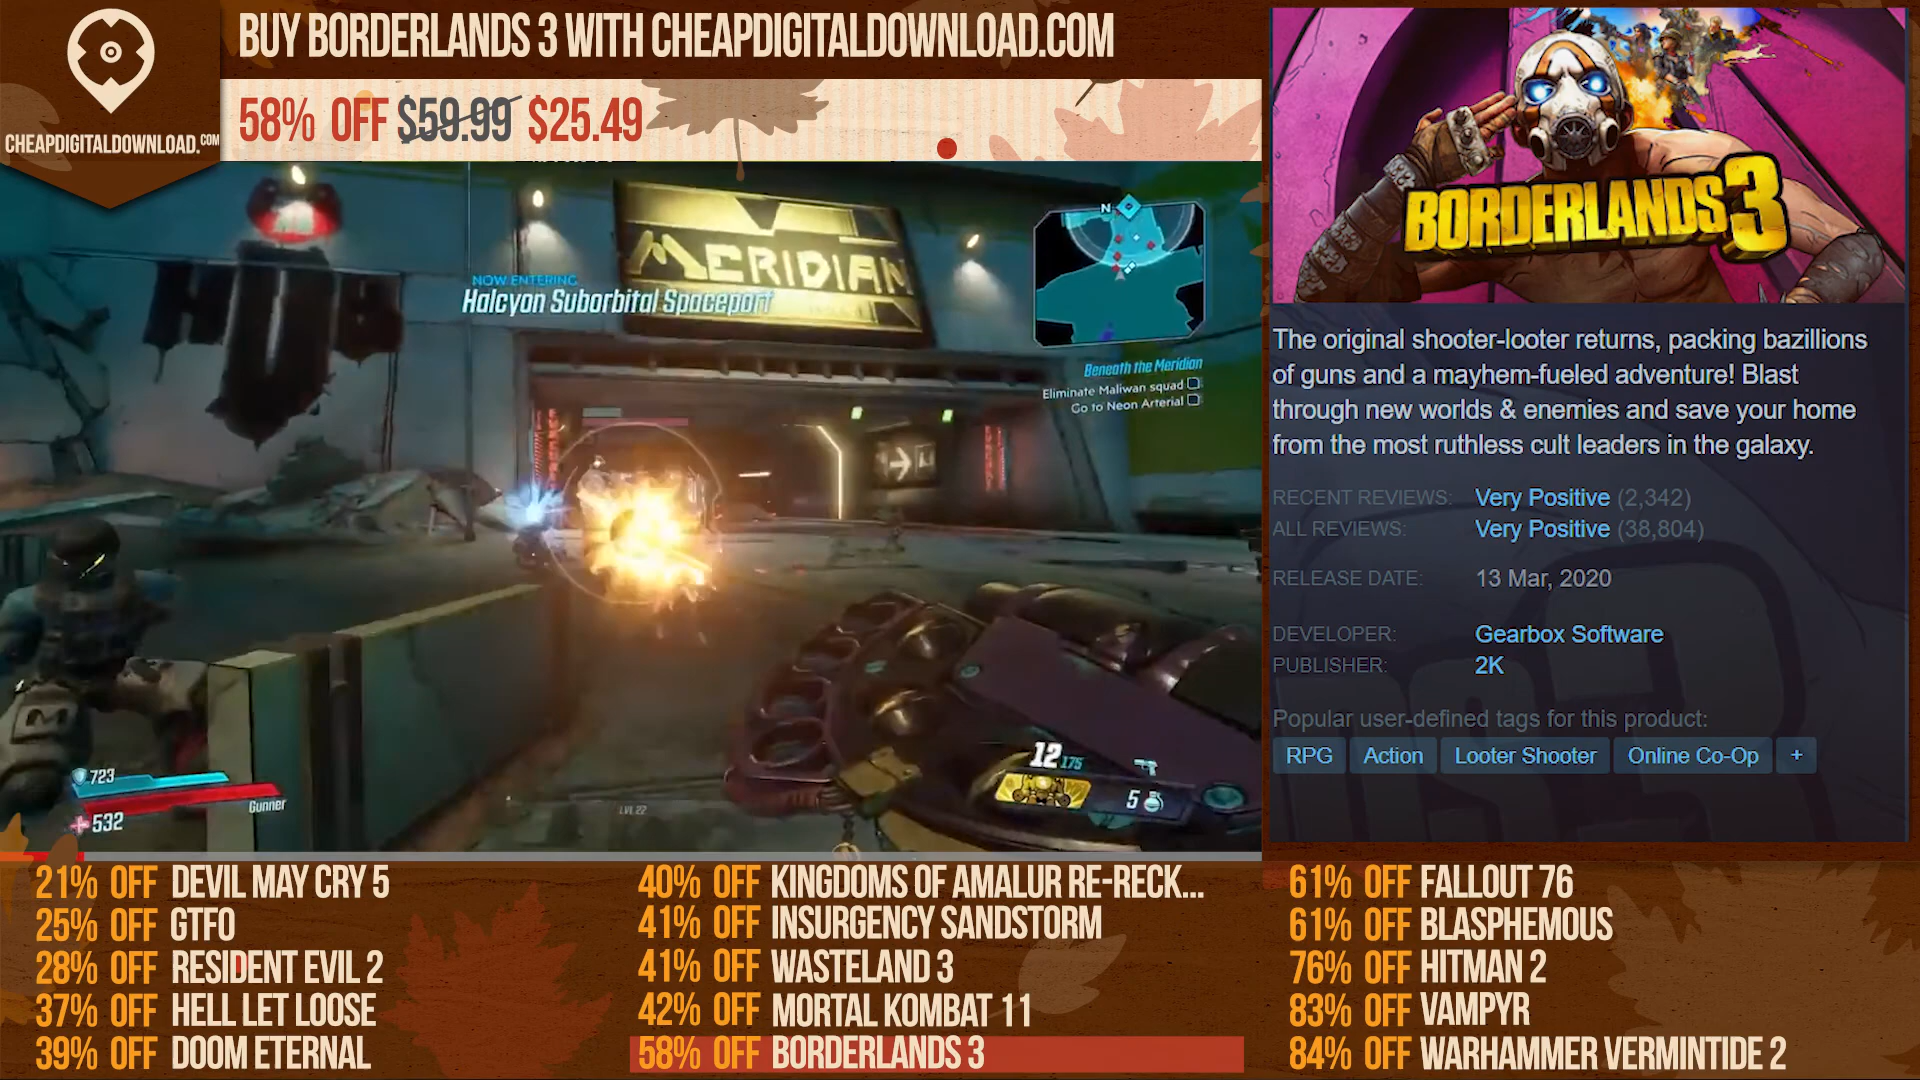 BUY BORDERLANDS 3 WITH CHEAPDIGITALDOWNLOAD.COM
CHEAPDIGITALDOWNLOAD.COM
58% OFF $59.99 $25.49
BORDERLANDS 3
MERIDIAN
N
NOW ENTERING
Halcyon Suborbital Spaceport
HUB
Beneath the Meridian
Eliminate Maliwan squad
Go to Neon Arterial
M
723
532
Gunner
LVL 22
12/175
5
The original shooter-looter returns, packing bazillions
of guns and a mayhem-fueled adventure! Blast
through new worlds & enemies and save your home
from the most ruthless cult leaders in the galaxy.
RECENT REVIEWS: Very Positive (2,342)
ALL REVIEWS: Very Positive (38,804)
RELEASE DATE: 13 Mar, 2020
DEVELOPER: Gearbox Software
PUBLISHER: 2K
Popular user-defined tags for this product:
RPG Action Looter Shooter Online Co-Op +
21% OFF DEVIL MAY CRY 5
25% OFF GTFO
28% OFF RESIDENT EVIL 2
37% OFF HELL LET LOOSE
39% OFF DOOM ETERNAL
40% OFF KINGDOMS OF AMALUR RE-RECK...
41% OFF INSURGENCY SANDSTORM
41% OFF WASTELAND 3
42% OFF MORTAL KOMBAT 11
58% OFF BORDERLANDS 3
61% OFF FALLOUT 76
61% OFF BLASPHEMOUS
76% OFF HITMAN 2
83% OFF VAMPYR
84% OFF WARHAMMER VERMINTIDE 2